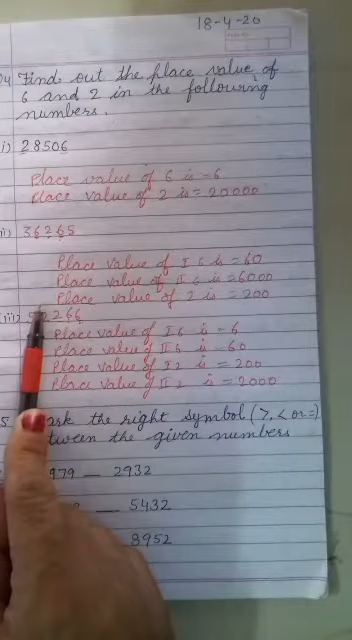 18-4-20
Q4 Find out the place value of
6 and 2 in the following
numbers.
i) 28506
Place value of 6 is = 6
Place value of 2 is = 20000
ii) 36265
Place value of I 6 is = 60
Place value of II 6 is = 6000
Place value of 2 is = 200
(iii) 266
Place value of I 6 is = 6
Place value of II 6 is = 60
Place value of I 2 is = 200
Place value of II 2 is = 2000
5 the right symbol (>, < or =)
the given numbers
979 __ 2932
__ 5432
8952